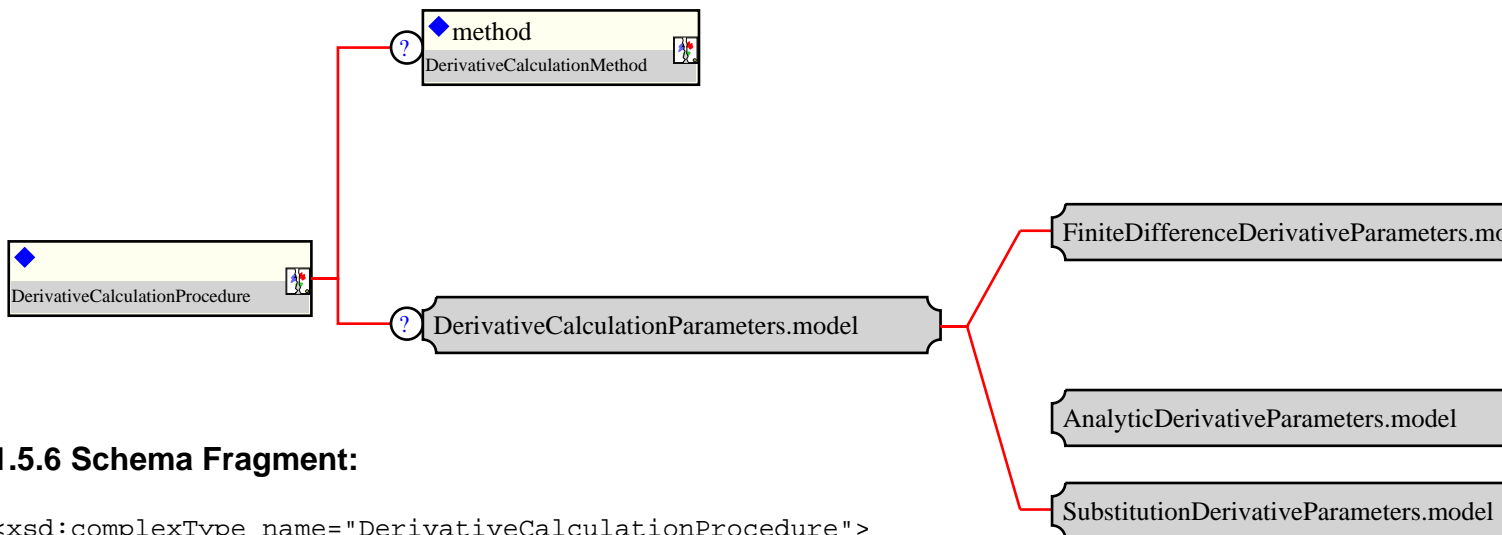 method
?
DerivativeCalculationMethod
FiniteDifferenceDerivativeParameters.mo
DerivativeCalculationProcedure
?
DerivativeCalculationParameters.model
AnalyticDerivativeParameters.model
1.5.6 Schema Fragment:
SubstitutionDerivativeParameters.model
<xsd:complexType name="DerivativeCalculationProcedure">